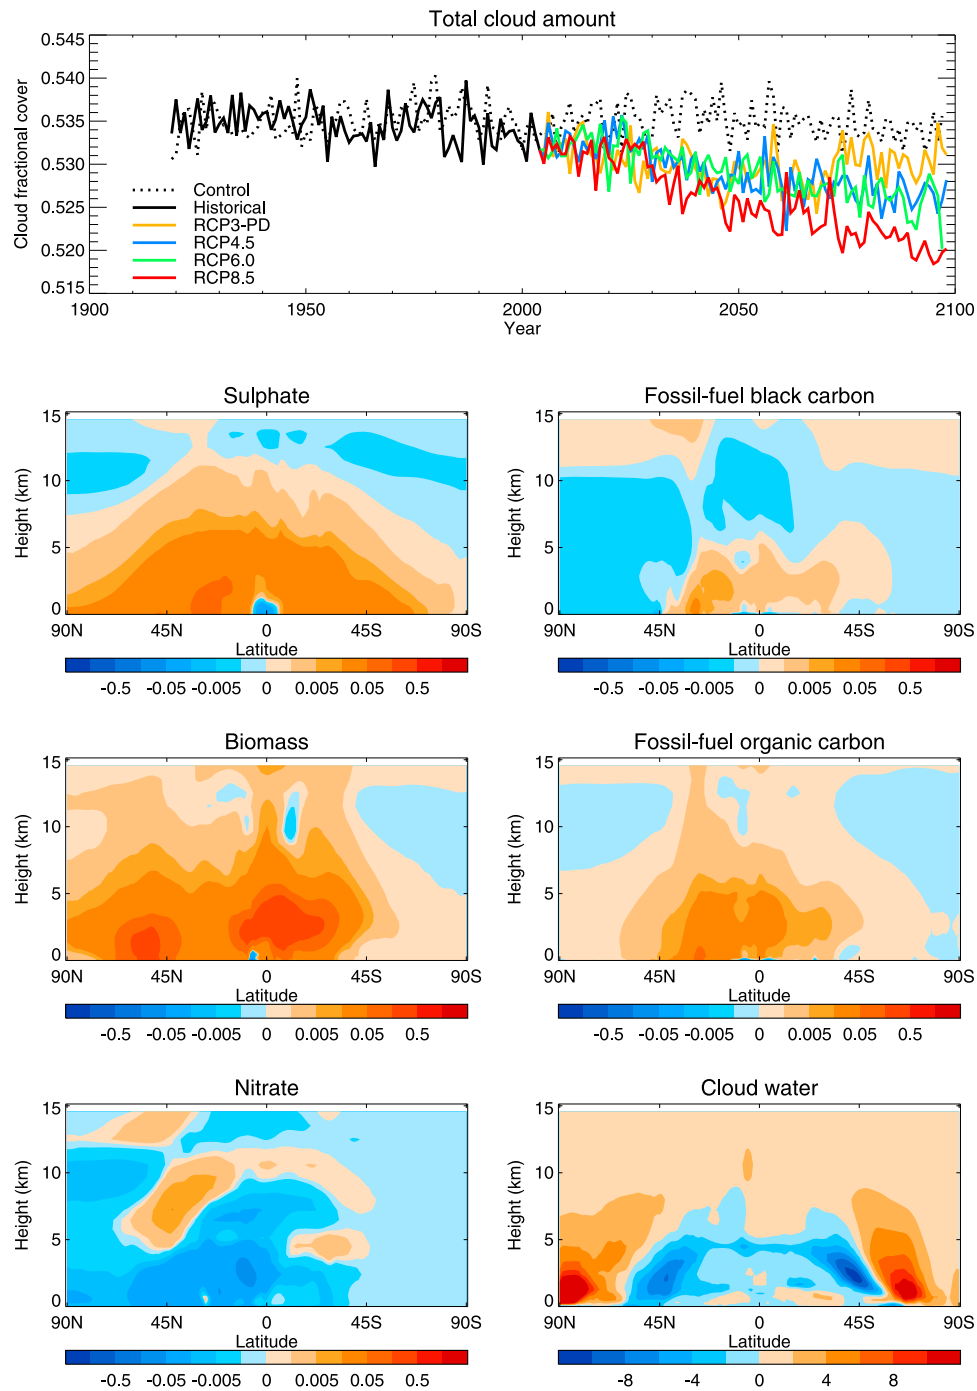 Total cloud amount
0.545
0.540
0.535
0.530
0.525
0.520
0.515
Cloud fractional cover
Control
Historical
RCP3-PD
RCP4.5
RCP6.0
RCP8.5
1900 1950 2000 2050 2100
Year
Sulphate
15
10
5
0
Height (km)
90N 45N 0 45S 90S
Latitude
-0.5 -0.05 -0.005 0 0.005 0.05 0.5
Fossil-fuel black carbon
15
10
5
0
Height (km)
90N 45N 0 45S 90S
Latitude
-0.5 -0.05 -0.005 0 0.005 0.05 0.5
Biomass
15
10
5
0
Height (km)
90N 45N 0 45S 90S
Latitude
-0.5 -0.05 -0.005 0 0.005 0.05 0.5
Fossil-fuel organic carbon
15
10
5
0
Height (km)
90N 45N 0 45S 90S
Latitude
-0.5 -0.05 -0.005 0 0.005 0.05 0.5
Nitrate
15
10
5
0
Height (km)
90N 45N 0 45S 90S
Latitude
-0.5 -0.05 -0.005 0 0.005 0.05 0.5
Cloud water
15
10
5
0
Height (km)
90N 45N 0 45S 90S
Latitude
-8 -4 0 4 8